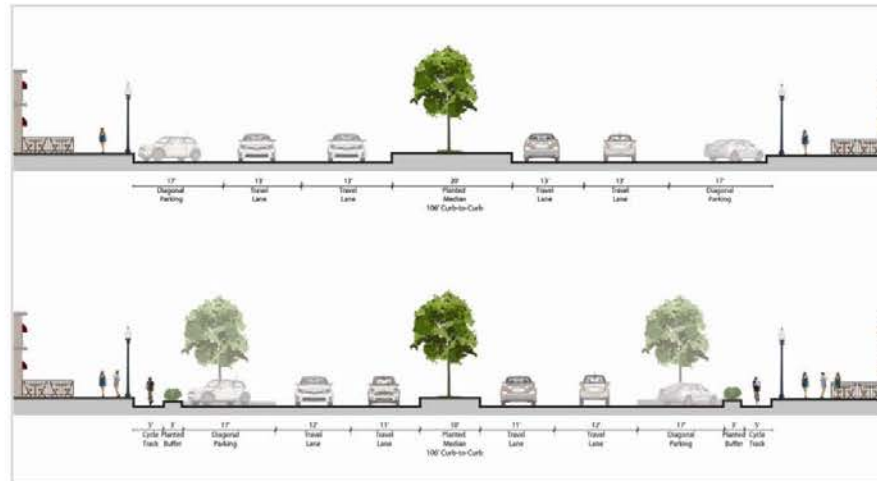 17' 13' 13' 20' 13' 13' 17'
Diagonal Travel Travel Planted Travel Travel Diagonal
Parking Lane Lane Median Lane Lane Parking
106' Curb-to-Curb
5' 3' 17' 12' 11' 10' 11' 12' 17' 3' 5'
Cycle Planted Diagonal Travel Travel Planted Travel Travel Diagonal Planted Cycle
Track Buffer Parking Lane Lane Median Lane Lane Parking Buffer Track
106' Curb-to-Curb